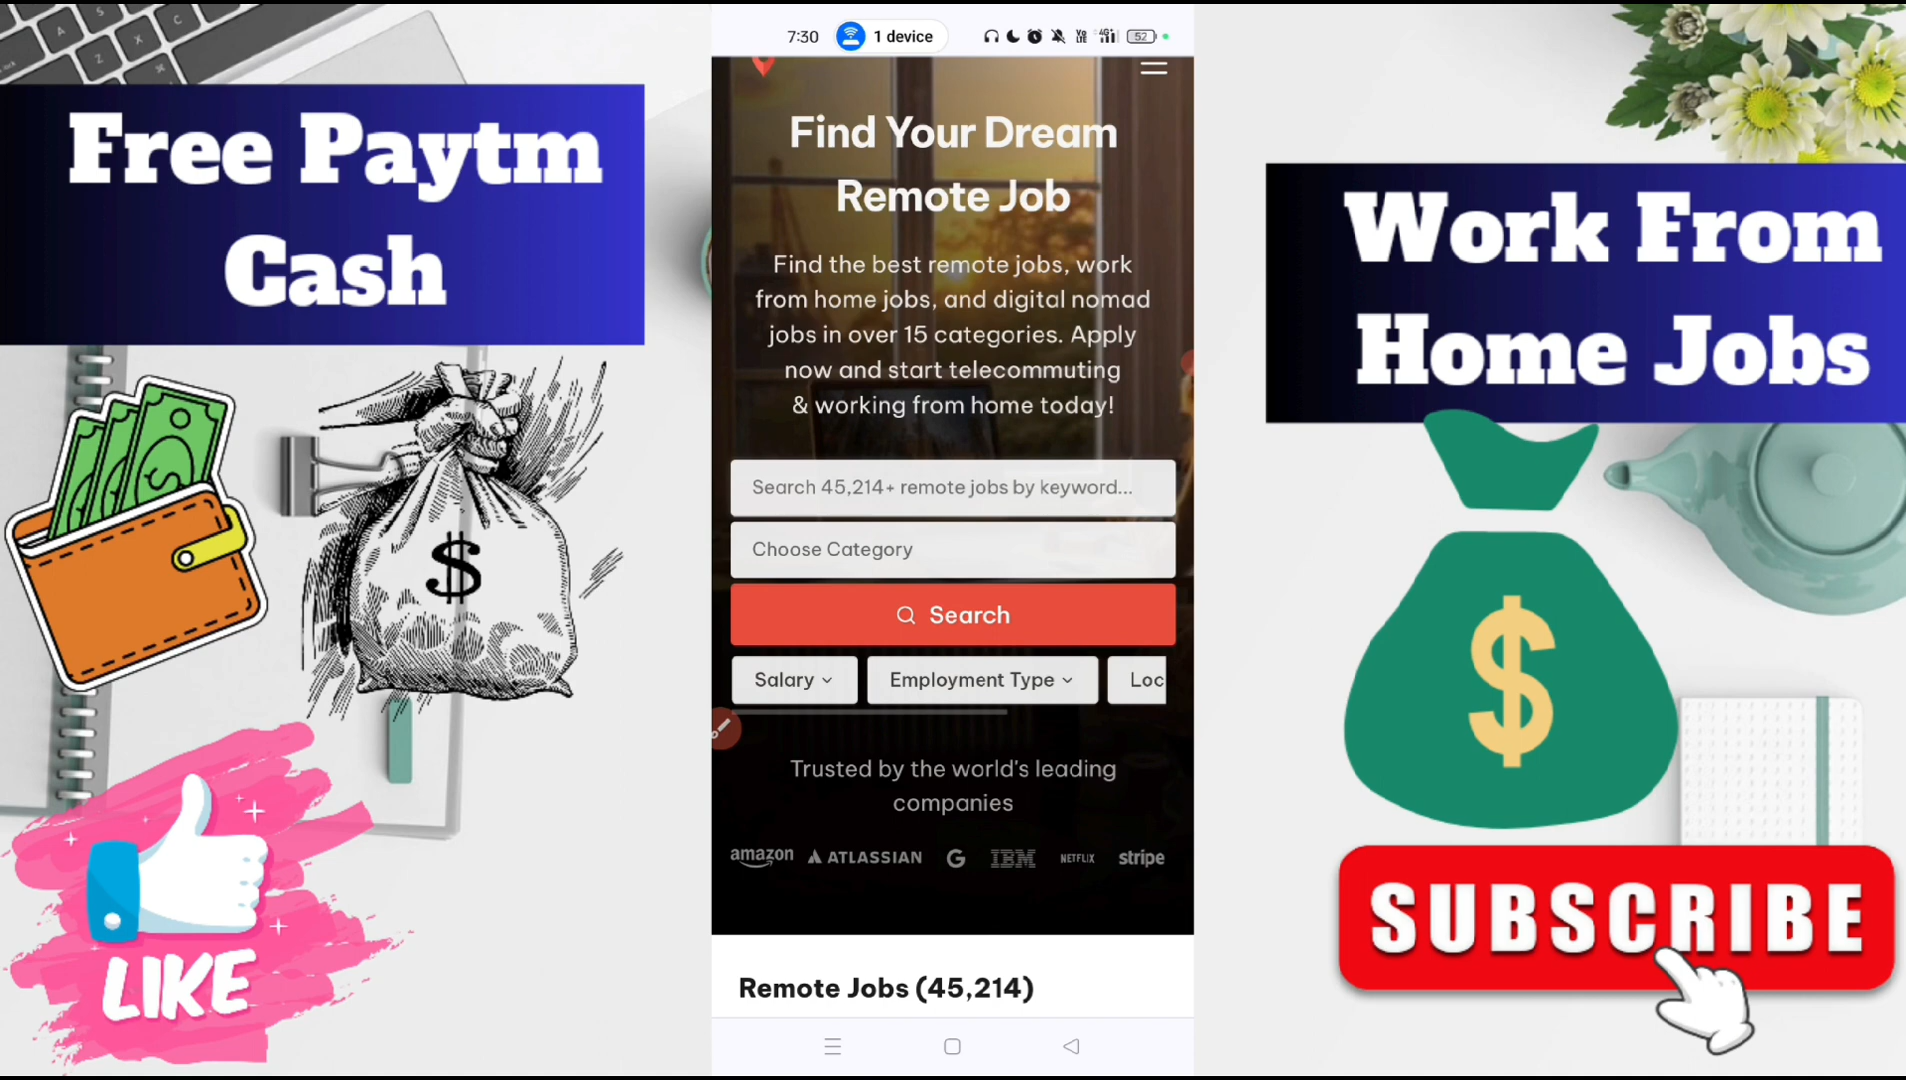 Free Paytm
Cash
LIKE
7:30
1 device
52
Find Your Dream
Remote Job
Find the best remote jobs, work
from home jobs, and digital nomad
jobs in over 15 categories. Apply
now and start telecommuting
& working from home today!
Search 45,214+ remote jobs by keyword...
Choose Category
Search
Salary
Employment Type
Loc
Trusted by the world's leading
companies
amazon
ATLASSIAN
G
IBM
NETFLIX
stripe
Remote Jobs (45,214)
Work From
Home Jobs
$
$
SUBSCRIBE